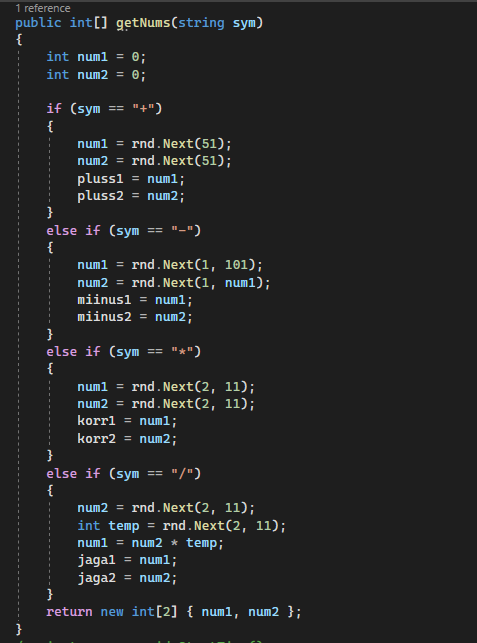 1 reference
public int[] getNums(string sym)
{
    int num1 = 0;
    int num2 = 0;

    if (sym == "+")
    {
        num1 = rnd.Next(51);
        num2 = rnd.Next(51);
        pluss1 = num1;
        pluss2 = num2;
    }
    else if (sym == "-")
    {
        num1 = rnd.Next(1, 101);
        num2 = rnd.Next(1, num1);
        miinus1 = num1;
        miinus2 = num2;
    }
    else if (sym == "*")
    {
        num1 = rnd.Next(2, 11);
        num2 = rnd.Next(2, 11);
        korr1 = num1;
        korr2 = num2;
    }
    else if (sym == "/")
    {
        num2 = rnd.Next(2, 11);
        int temp = rnd.Next(2, 11);
        num1 = num2 * temp;
        jaga1 = num1;
        jaga2 = num2;
    }
    return new int[2] { num1, num2 };
}